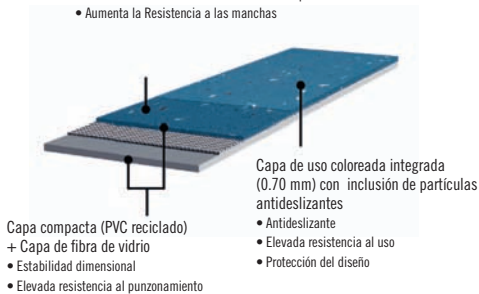 • Aumenta la Resistencia a las manchas
Capa de uso coloreada integrada
(0.70 mm) con inclusión de partículas
antideslizantes
• Antideslizante
• Elevada resistencia al uso
• Protección del diseño
Capa compacta (PVC reciclado)
+ Capa de fibra de vidrio
• Estabilidad dimensional
• Elevada resistencia al punzonamiento